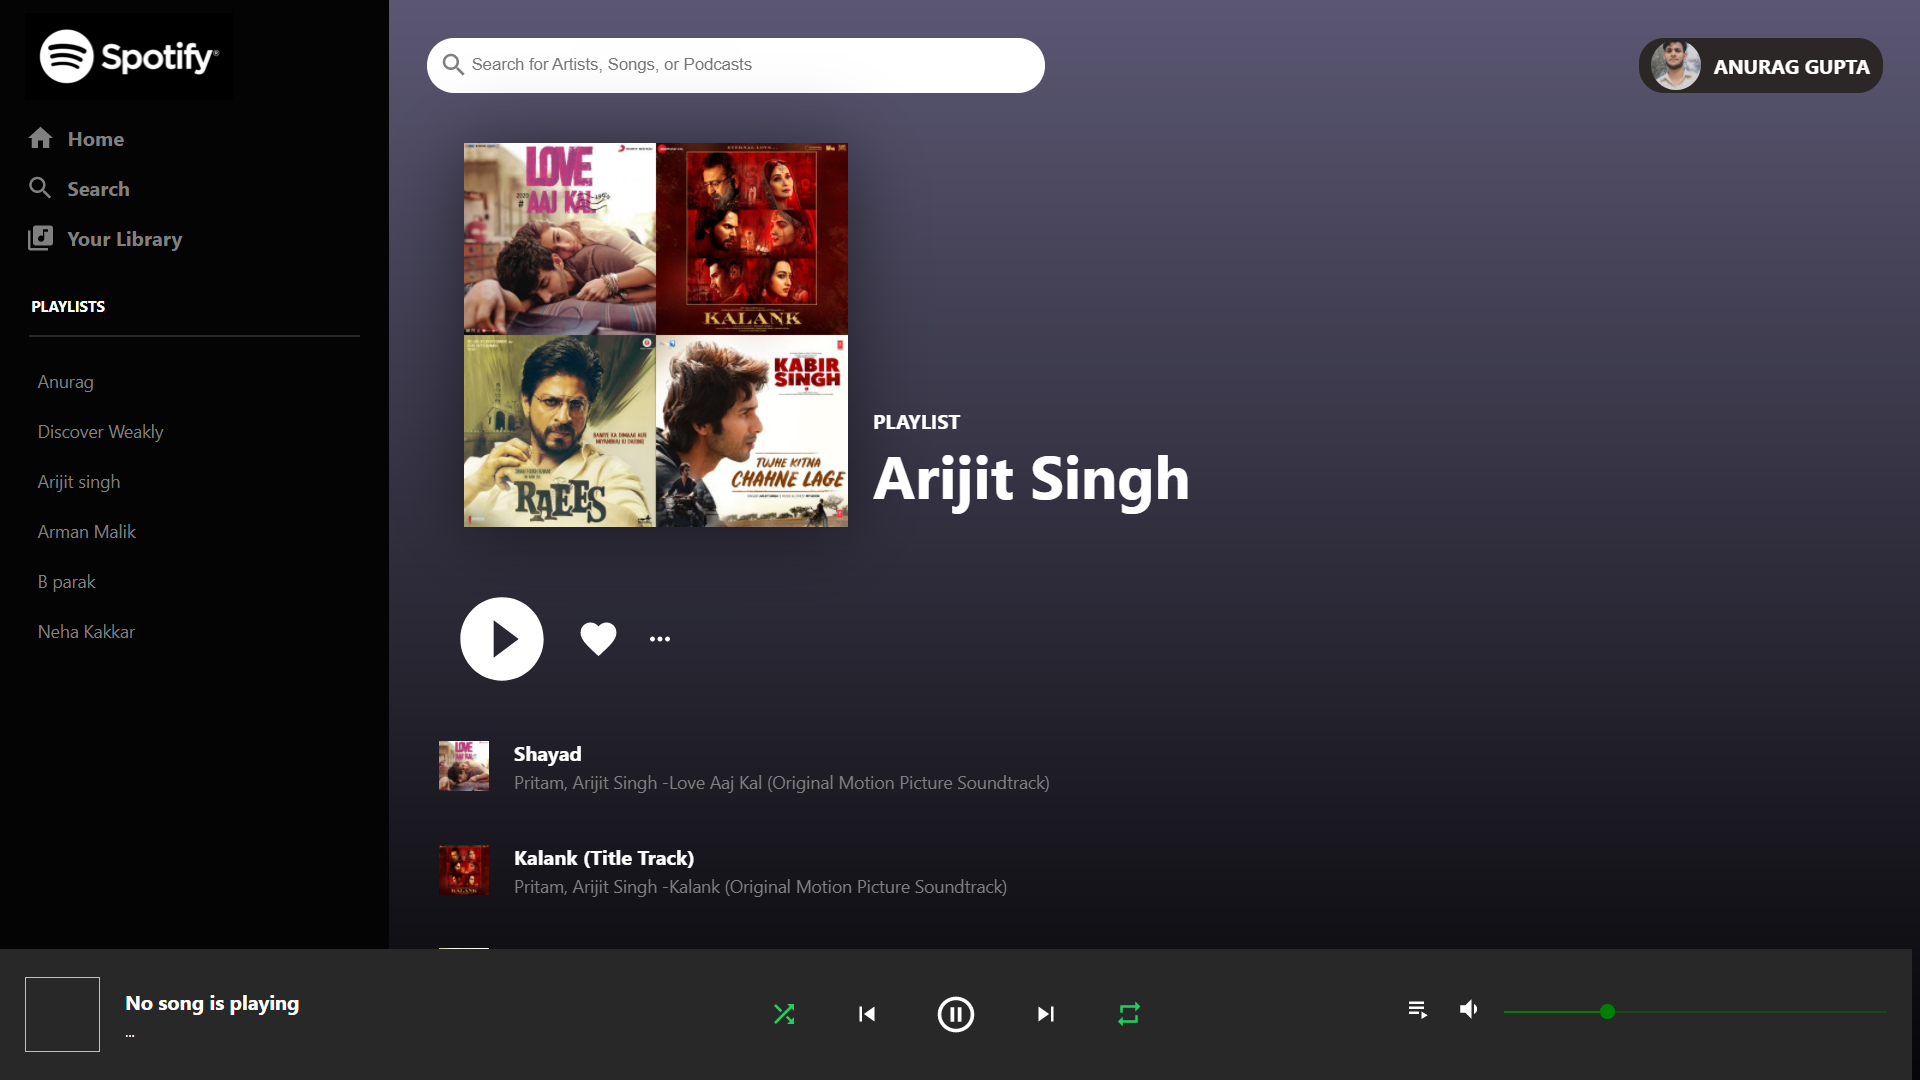 Spotify
Home
Search
Your Library
PLAYLISTS
Anurag
Discover Weakly
Arijit singh
Arman Malik
B parak
Neha Kakkar
Search for Artists, Songs, or Podcasts
ANURAG GUPTA
LOVE
2020
# AAJ KAL
ETERNAL LOVE...
KALANK
RAEES
KABIR
SINGH
TUJHE KITNA
CHAHNE LAGE
PLAYLIST
Arijit Singh
Shayad
Pritam, Arijit Singh -Love Aaj Kal (Original Motion Picture Soundtrack)
Kalank (Title Track)
Pritam, Arijit Singh -Kalank (Original Motion Picture Soundtrack)
No song is playing
...